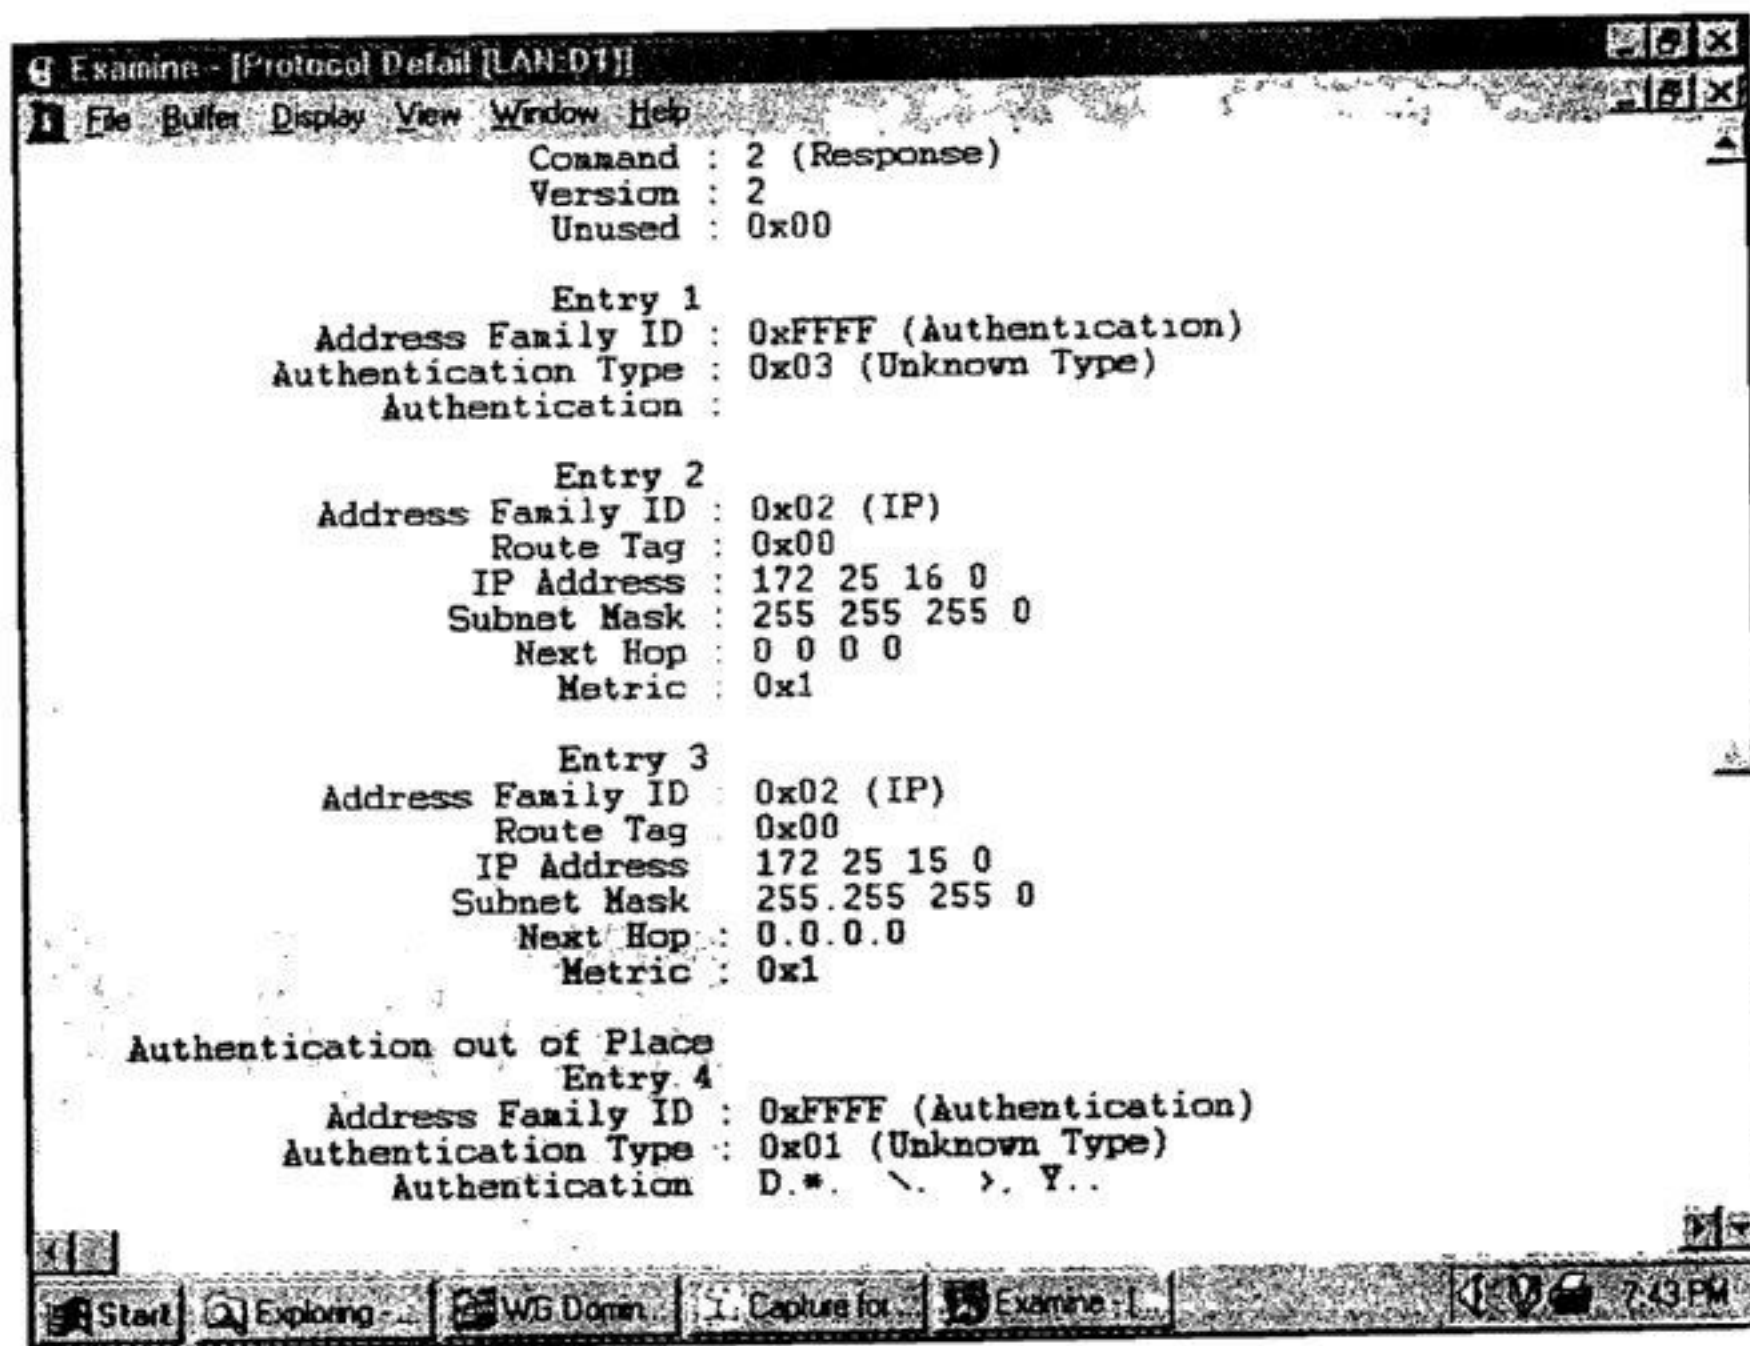 Examine - [Protocol Detail [LAN:D1]]
File Buffer Display View Window Help
Command : 2 (Response)
Version : 2
Unused : 0x00
Entry 1
Address Family ID : 0xFFFF (Authentication)
Authentication Type : 0x03 (Unknown Type)
Authentication :
Entry 2
Address Family ID : 0x02 (IP)
Route Tag : 0x00
IP Address : 172 25 16 0
Subnet Mask : 255 255 255 0
Next Hop : 0 0 0 0
Metric : 0x1
Entry 3
Address Family ID : 0x02 (IP)
Route Tag . 0x00
IP Address 172 25 15 0
Subnet Mask 255.255 255 0
Next Hop : 0.0.0.0
Metric : 0x1
Authentication out of Place
Entry 4
Address Family ID : 0xFFFF (Authentication)
Authentication Type : 0x01 (Unknown Type)
Authentication D.*. \. >. Y..
Start Exploring - ... WG Domin... Capture for ... Examine - [... 7:43 PM